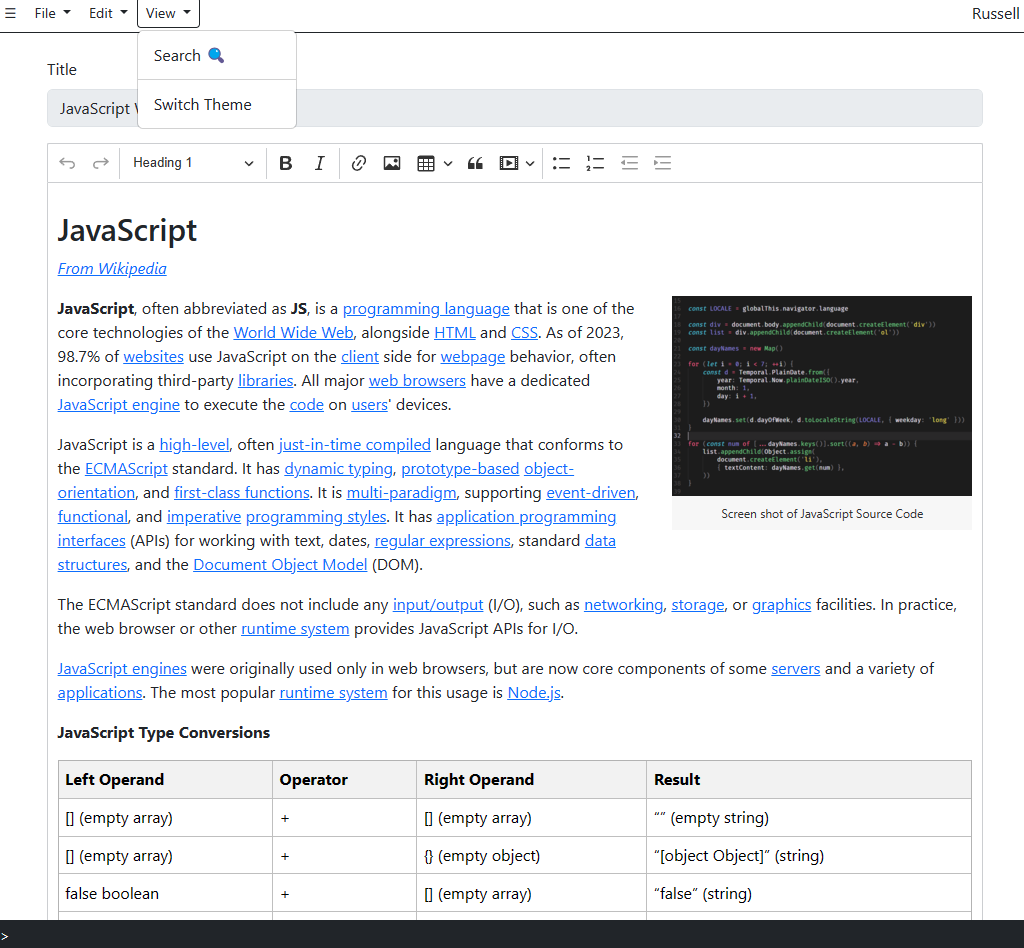 ☰ File Edit View Russell
Search 🔍
Switch Theme
Title
JavaScript
Heading 1 B I
JavaScript
From Wikipedia
JavaScript, often abbreviated as JS, is a programming language that is one of the
core technologies of the World Wide Web, alongside HTML and CSS. As of 2023,
98.7% of websites use JavaScript on the client side for webpage behavior, often
incorporating third-party libraries. All major web browsers have a dedicated
JavaScript engine to execute the code on users' devices.
JavaScript is a high-level, often just-in-time compiled language that conforms to
the ECMAScript standard. It has dynamic typing, prototype-based object-
orientation, and first-class functions. It is multi-paradigm, supporting event-driven,
functional, and imperative programming styles. It has application programming
interfaces (APIs) for working with text, dates, regular expressions, standard data
structures, and the Document Object Model (DOM).
const LOCALE = globalThis.navigator.language
const div = document.body.appendChild(document.createElement('div'))
const list = div.appendChild(document.createElement('ol'))
const dayNames = new Map()
for (let i = 0; i < 7; ++i) {
const d = Temporal.PlainDate.from({
year: Temporal.Now.plainDateISO().year,
month: 1,
day: i + 1,
})
dayNames.set(d.dayOfWeek, d.toLocaleString(LOCALE, { weekday: 'long' }))
}
32
for (const num of [...dayNames.keys()].sort((a, b) => a - b)) {
list.appendChild(Object.assign(
document.createElement('li'),
{ textContent: dayNames.get(num) },
))
}
Screen shot of JavaScript Source Code
The ECMAScript standard does not include any input/output (I/O), such as networking, storage, or graphics facilities. In practice,
the web browser or other runtime system provides JavaScript APIs for I/O.
JavaScript engines were originally used only in web browsers, but are now core components of some servers and a variety of
applications. The most popular runtime system for this usage is Node.js.
JavaScript Type Conversions
Left Operand Operator Right Operand Result
[] (empty array) + [] (empty array) “” (empty string)
[] (empty array) + {} (empty object) “[object Object]” (string)
false boolean + [] (empty array) “false” (string)
>